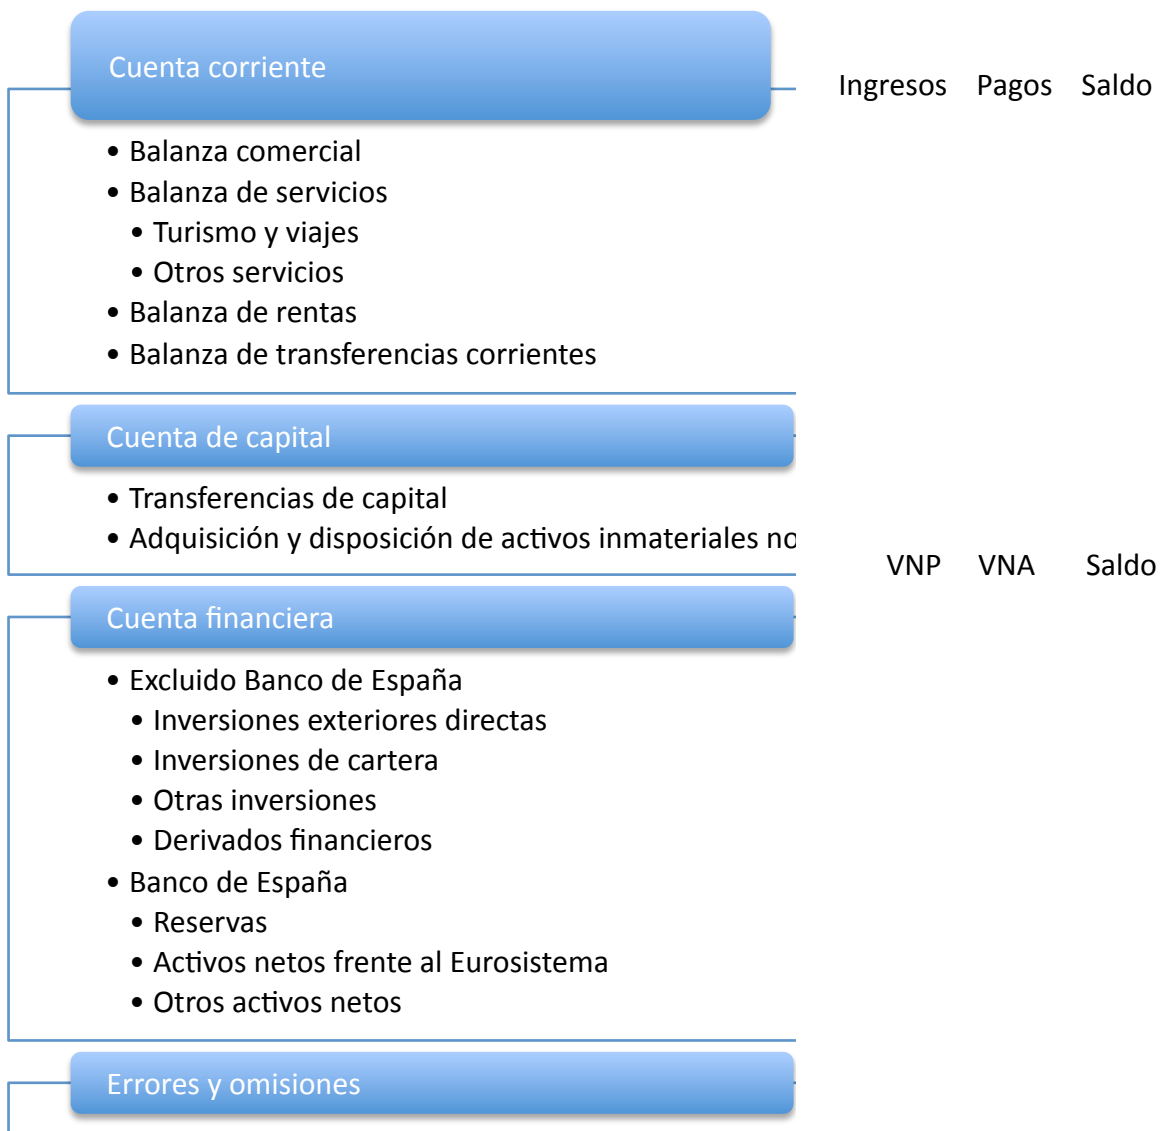 Cuenta corriente
Ingresos Pagos Saldo
• Balanza comercial
• Balanza de servicios
• Turismo y viajes
• Otros servicios
• Balanza de rentas
• Balanza de transferencias corrientes
Cuenta de capital
• Transferencias de capital
• Adquisición y disposición de activos inmateriales no
VNP VNA Saldo
Cuenta financiera
• Excluido Banco de España
• Inversiones exteriores directas
• Inversiones de cartera
• Otras inversiones
• Derivados financieros
• Banco de España
• Reservas
• Activos netos frente al Eurosistema
• Otros activos netos
Errores y omisiones